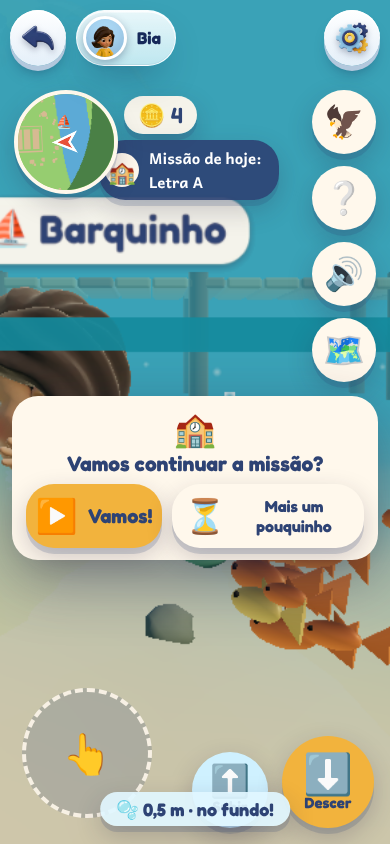 Bia
4
Missão de hoje:
Letra A
Barquinho
Vamos continuar a missão?
Vamos!
Mais um
pouquinho
Descer
0,5 m · no fundo!